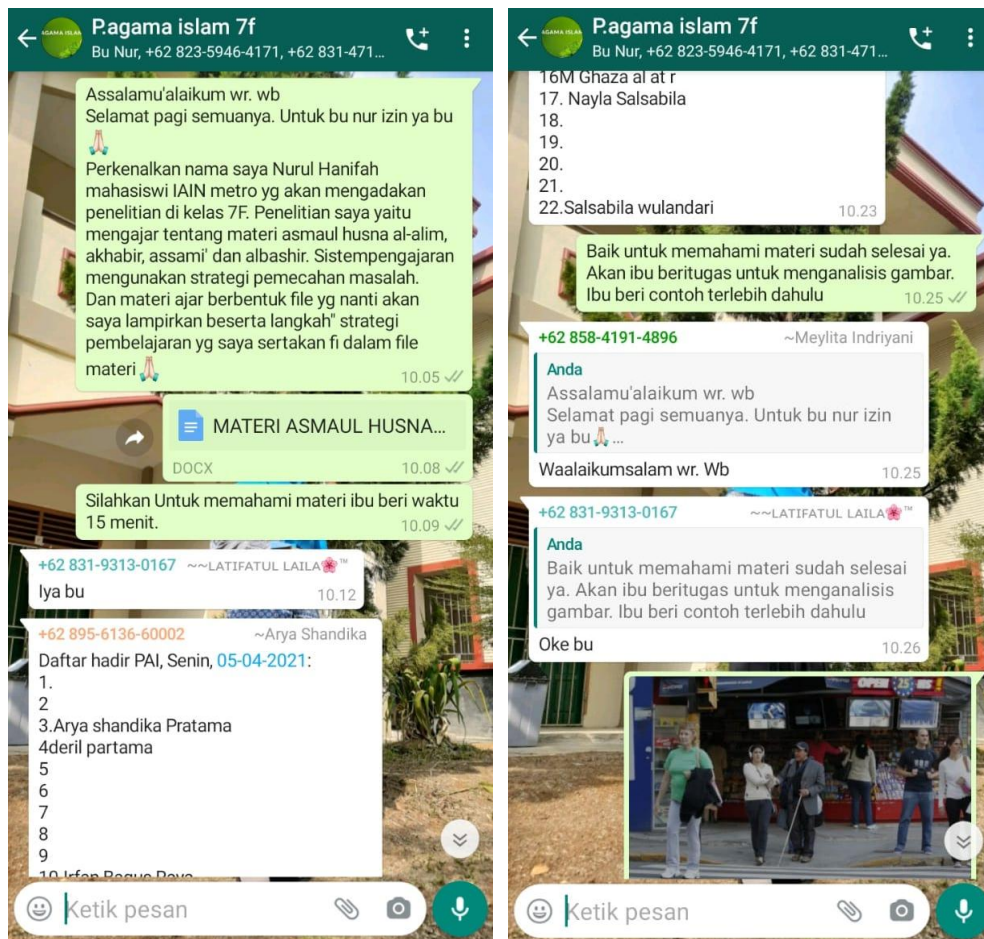 P.agama islam 7f
Bu Nur, +62 823-5946-4171, +62 831-471...
Assalamu'alaikum wr. wb
Selamat pagi semuanya. Untuk bu nur izin ya bu
🙏🏻
Perkenalkan nama saya Nurul Hanifah
mahasiswi IAIN metro yg akan mengadakan
penelitian di kelas 7F. Penelitian saya yaitu
mengajar tentang materi asmaul husna al-alim,
akhabir, assami' dan albashir. Sistempengajaran
mengunakan strategi pemecahan masalah.
Dan materi ajar berbentuk file yg nanti akan
saya lampirkan beserta langkah" strategi
pembelajaran yg saya sertakan fi dalam file
materi 🙏🏻
10.05
MATERI ASMAUL HUSNA...
DOCX 10.08
Silahkan Untuk memahami materi ibu beri waktu
15 menit.
10.09
+62 831-9313-0167 ~~LATIFATUL LAILA🌸™
Iya bu
10.12
+62 895-6136-60002 ~Arya Shandika
Daftar hadir PAI, Senin, 05-04-2021:
1.
2
3.Arya shandika Pratama
4deril partama
5
6
7
8
9
10 Irfan Bagus
Ketik pesan
P.agama islam 7f
Bu Nur, +62 823-5946-4171, +62 831-471...
16M Ghaza al at r
17. Nayla Salsabila
18.
19.
20.
21.
22.Salsabila wulandari
10.23
Baik untuk memahami materi sudah selesai ya.
Akan ibu beritugas untuk menganalisis gambar.
Ibu beri contoh terlebih dahulu
10.25
+62 858-4191-4896 ~Meylita Indriyani
Anda
Assalamu'alaikum wr. wb
Selamat pagi semuanya. Untuk bu nur izin
ya bu🙏🏻 ...
Waalaikumsalam wr. Wb
10.25
+62 831-9313-0167 ~~LATIFATUL LAILA🌸™
Anda
Baik untuk memahami materi sudah selesai
ya. Akan ibu beritugas untuk menganalisis
gambar. Ibu beri contoh terlebih dahulu
Oke bu
10.26
OPEN 25
Ketik pesan